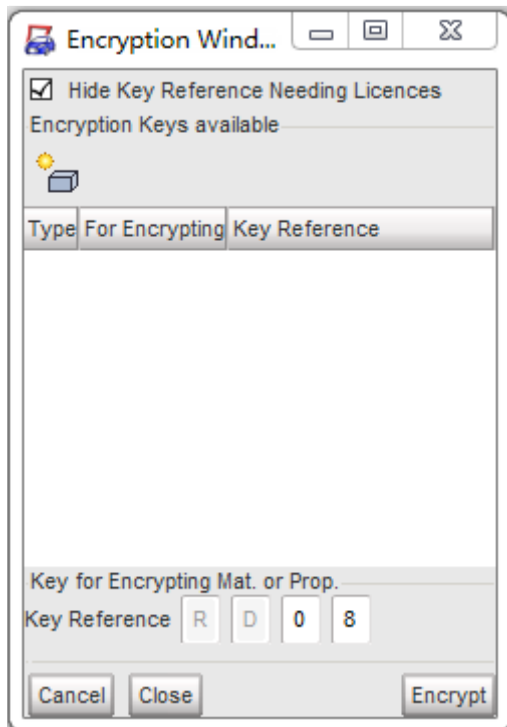 Encryption Wind...
Hide Key Reference Needing Licences
Encryption Keys available
Type For Encrypting Key Reference
Key for Encrypting Mat. or Prop.
Key Reference R D 0 8
Cancel Close Encrypt